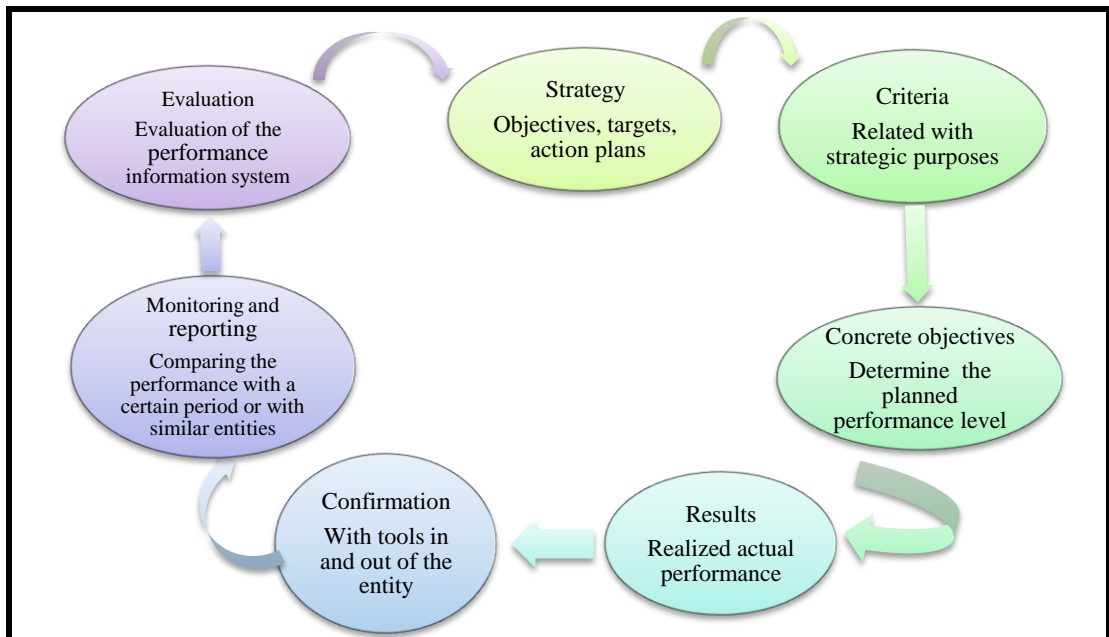 Evaluation
Evaluation of the
performance
information system
Strategy
Objectives, targets,
action plans
Criteria
Related with
strategic purposes
Concrete objectives
Determine the
planned
performance level
Results
Realized actual
performance
Confirmation
With tools in
and out of the
entity
Monitoring and
reporting
Comparing the
performance with a
certain period or with
similar entities